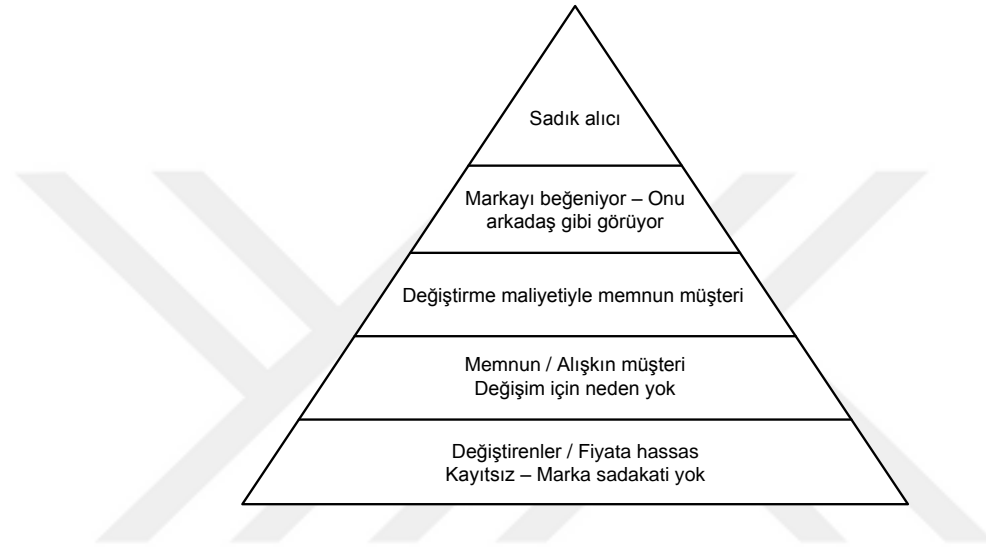 Sadık alıcı
Markayı beğeniyor – Onu
arkadaş gibi görüyor
Değiştirme maliyetiyle memnun müşteri
Memnun / Alışkın müşteri
Değişim için neden yok
Değiştirenler / Fiyata hassas
Kayıtsız – Marka sadakati yok